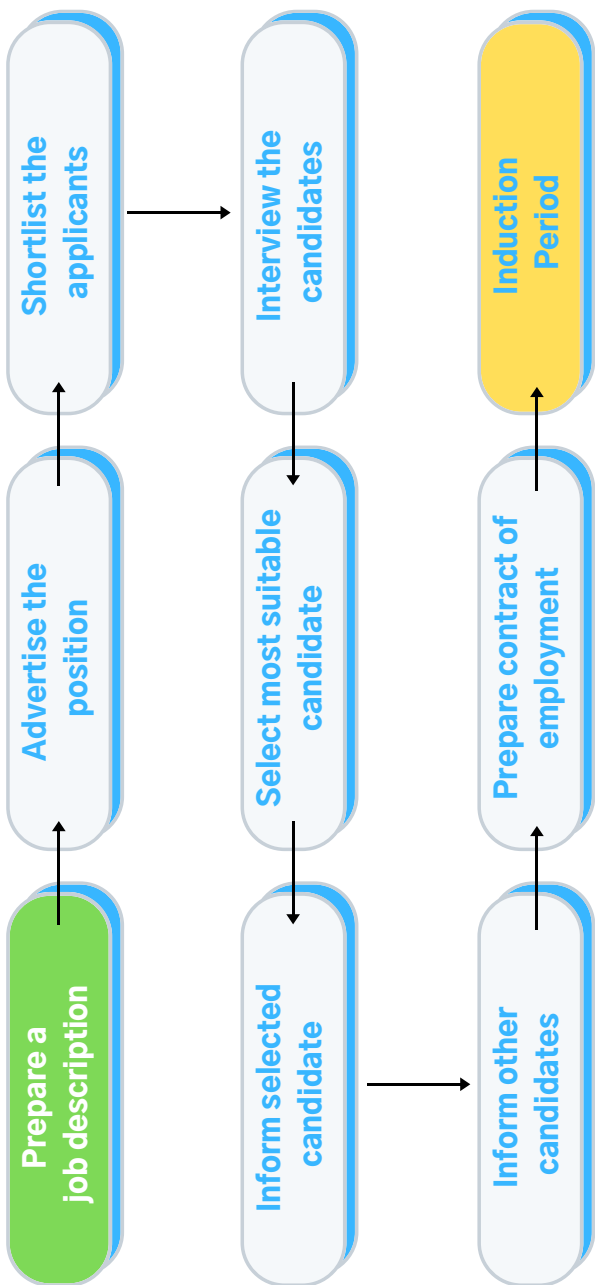 Prepare a
job description
Advertise the
position
Shortlist the
applicants
Interview the
candidates
Select most suitable
candidate
Inform selected
candidate
Inform other
candidates
Prepare contract of
employment
Induction
Period